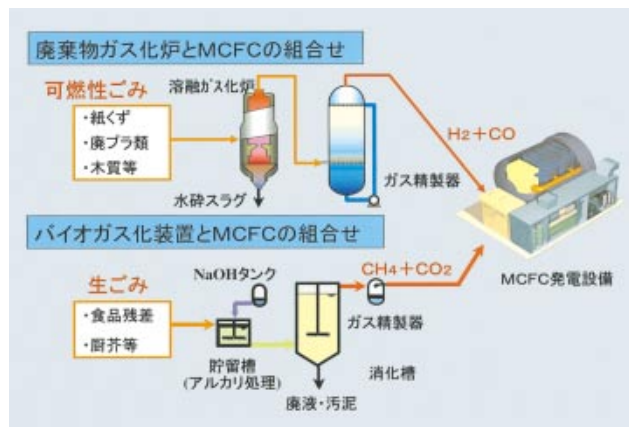 廃棄物ガス化炉とMCFCの組合せ
可燃性ごみ
・紙くず
・廃プラ類
・木質等
溶融ガス化炉
水砕スラグ
ガス精製器
H2+CO
MCFC発電設備
バイオガス化装置とMCFCの組合せ
生ごみ
・食品残差
・厨芥等
NaOHタンク
貯留槽
(アルカリ処理)
CH4+CO2
ガス精製器
消化槽
廃液・汚泥